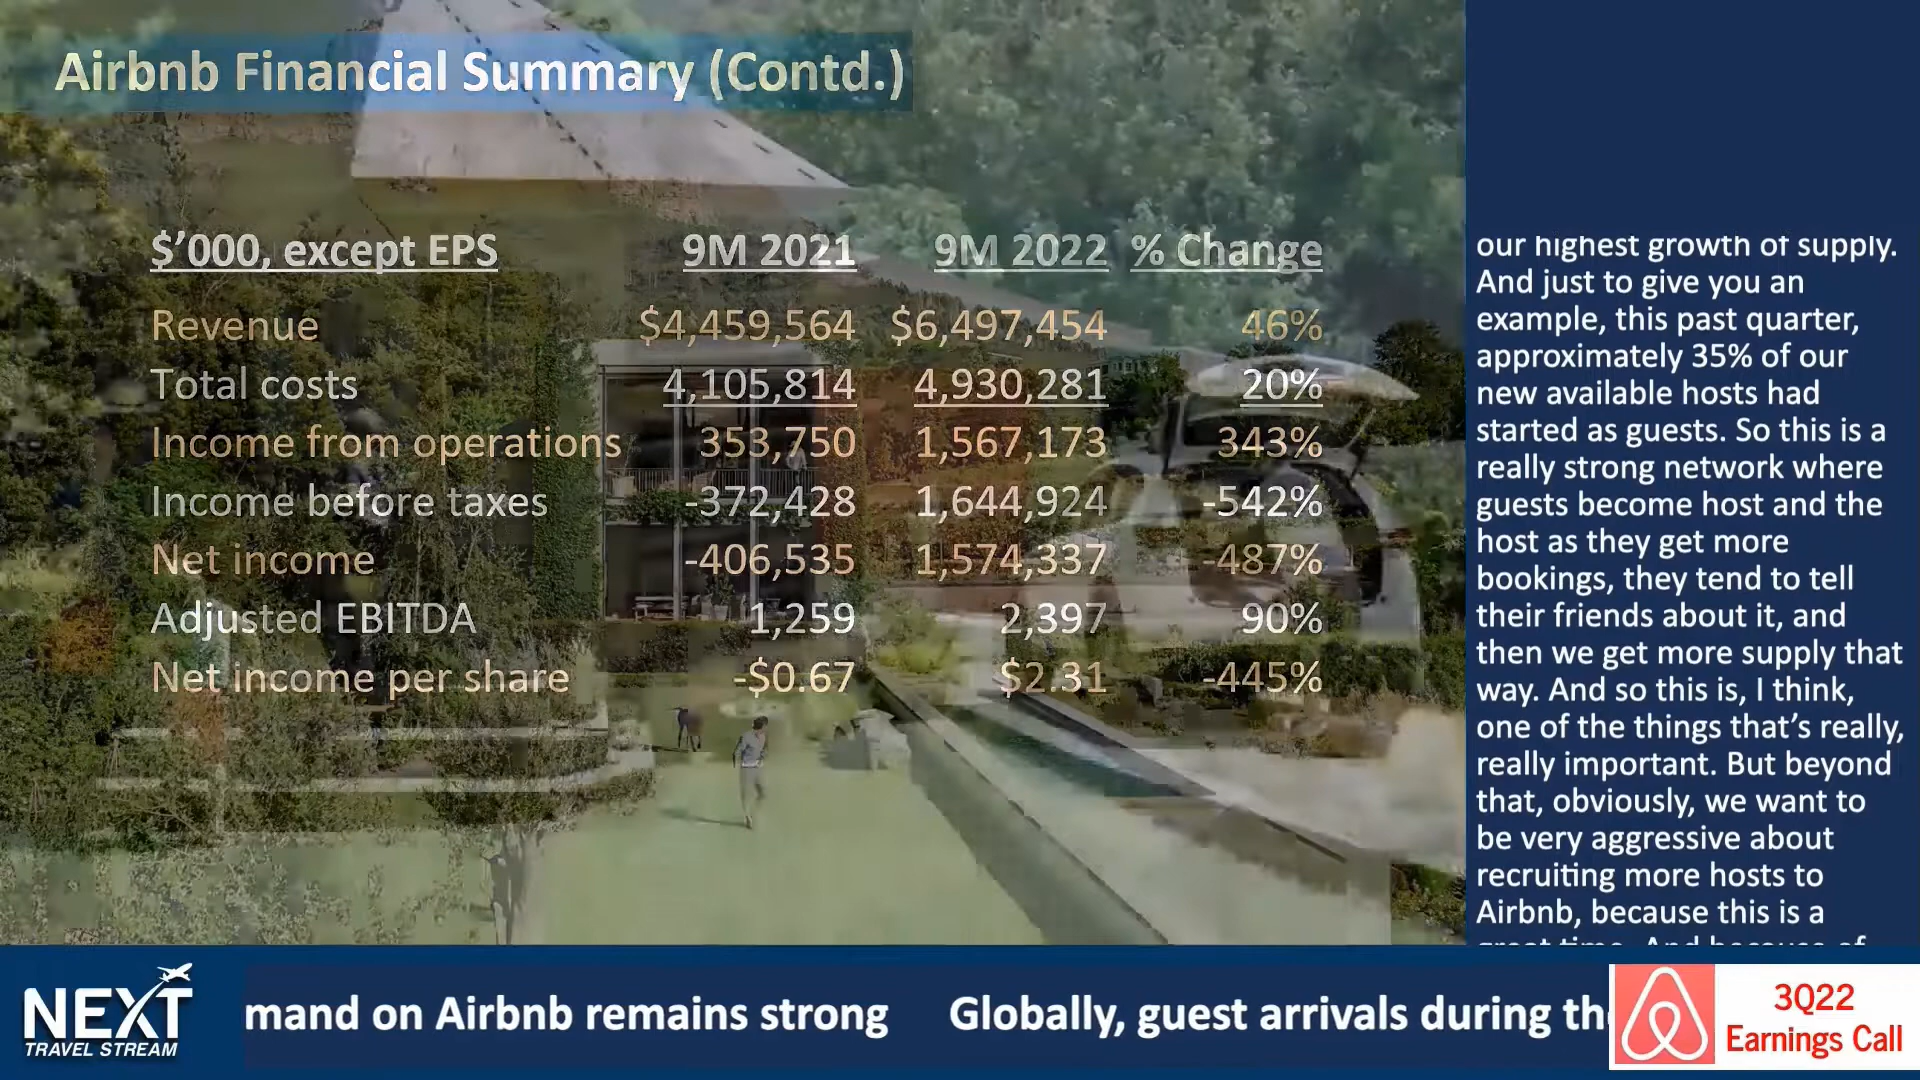 Airbnb Financial Summary (Contd.)
$’000, except EPS 9M 2021 9M 2022 % Change
Revenue $4,459,564 $6,497,454 46%
Total costs 4,105,814 4,930,281 20%
Income from operations 353,750 1,567,173 343%
Income before taxes -372,428 1,644,924 -542%
Net income -406,535 1,574,337 -487%
Adjusted EBITDA 1,259 2,397 90%
Net income per share -$0.67 $2.31 -445%
our highest growth of supply.
And just to give you an
example, this past quarter,
approximately 35% of our
new available hosts had
started as guests. So this is a
really strong network where
guests become host and the
host as they get more
bookings, they tend to tell
their friends about it, and
then we get more supply that
way. And so this is, I think,
one of the things that’s really,
really important. But beyond
that, obviously, we want to
be very aggressive about
recruiting more hosts to
Airbnb, because this is a
great time. And because of
NEXT
TRAVEL STREAM
mand on Airbnb remains strong Globally, guest arrivals during th
3Q22
Earnings Call